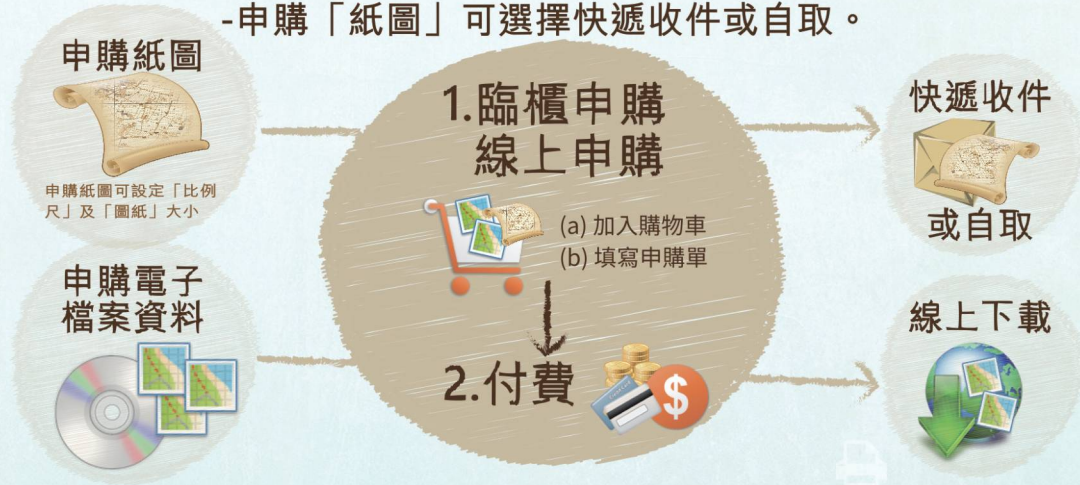 -申購「紙圖」可選擇快遞收件或自取。
申購紙圖
申購紙圖可設定「比例
尺」及「圖紙」大小
申購電子
檔案資料
1.臨櫃申購
線上申購
(a) 加入購物車
(b) 填寫申購單
2.付費
$
快遞收件
或自取
線上下載